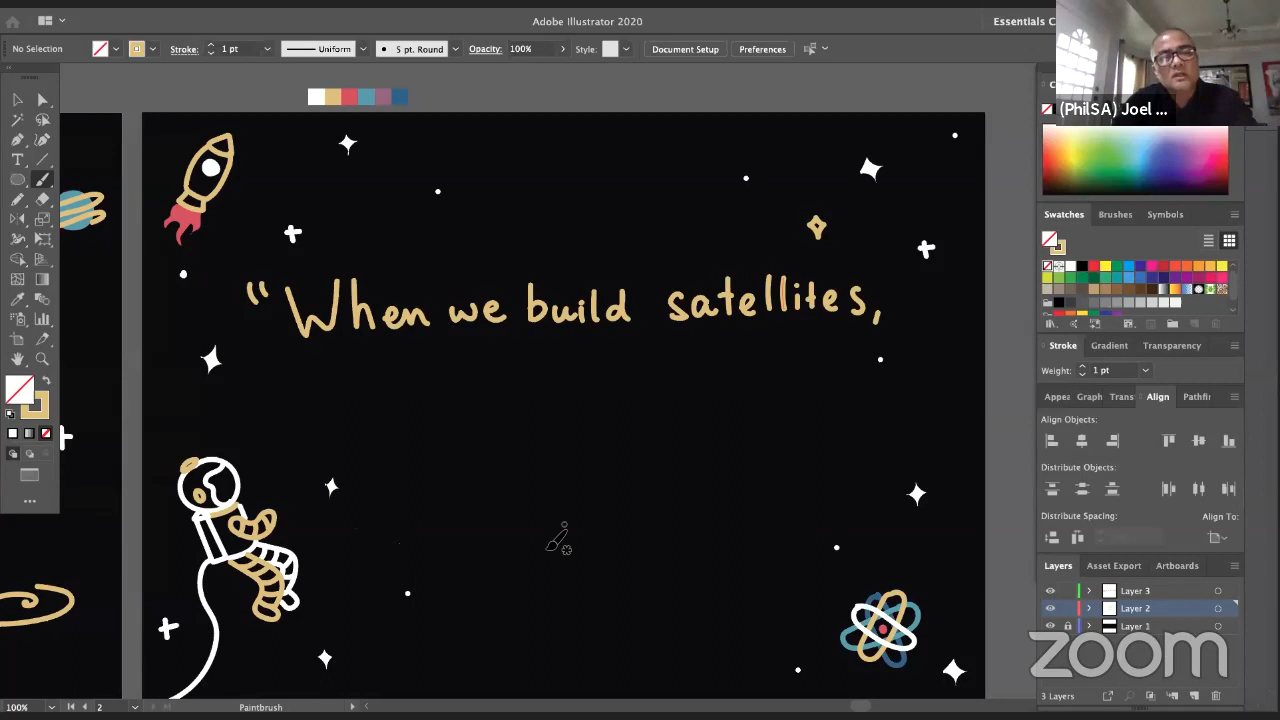 Adobe Illustrator 2020
Essentials C
No Selection
Stroke:
1 pt
Uniform
5 pt. Round
Opacity:
100%
Style:
Document Setup
Preferences
(PhilSA) Joel ...
Swatches
Brushes
Symbols
"When we build satellites,
Stroke
Gradient
Transparency
Weight:
1 pt
Appea
Graph
Trans
Align
Pathfi
Align Objects:
Distribute Objects:
Distribute Spacing:
Align To:
Layers
Asset Export
Artboards
Layer 3
Layer 2
Layer 1
zoom
3 Layers
100%
2
Paintbrush